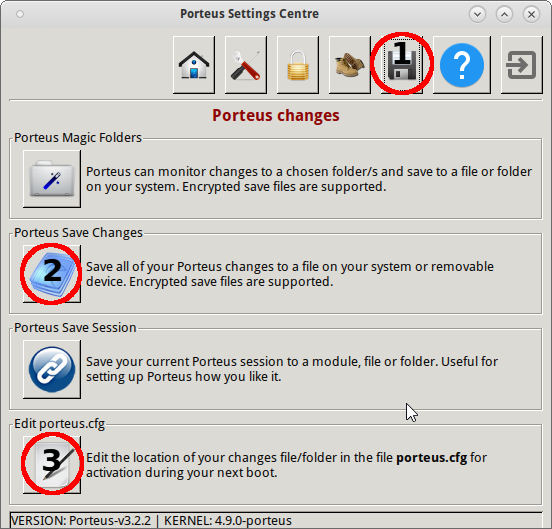 Porteus Settings Centre
1
?
Porteus changes
Porteus Magic Folders
Porteus can monitor changes to a chosen folder/s and save to a file or folder
on your system. Encrypted save files are supported.
Porteus Save Changes
2
Save all of your Porteus changes to a file on your system or removable
device. Encrypted save files are supported.
Porteus Save Session
Save your current Porteus session to a module, file or folder. Useful for
setting up Porteus how you like it.
Edit porteus.cfg
3
Edit the location of your changes file/folder in the file porteus.cfg for
activation during your next boot.
VERSION: Porteus-v3.2.2 | KERNEL: 4.9.0-porteus